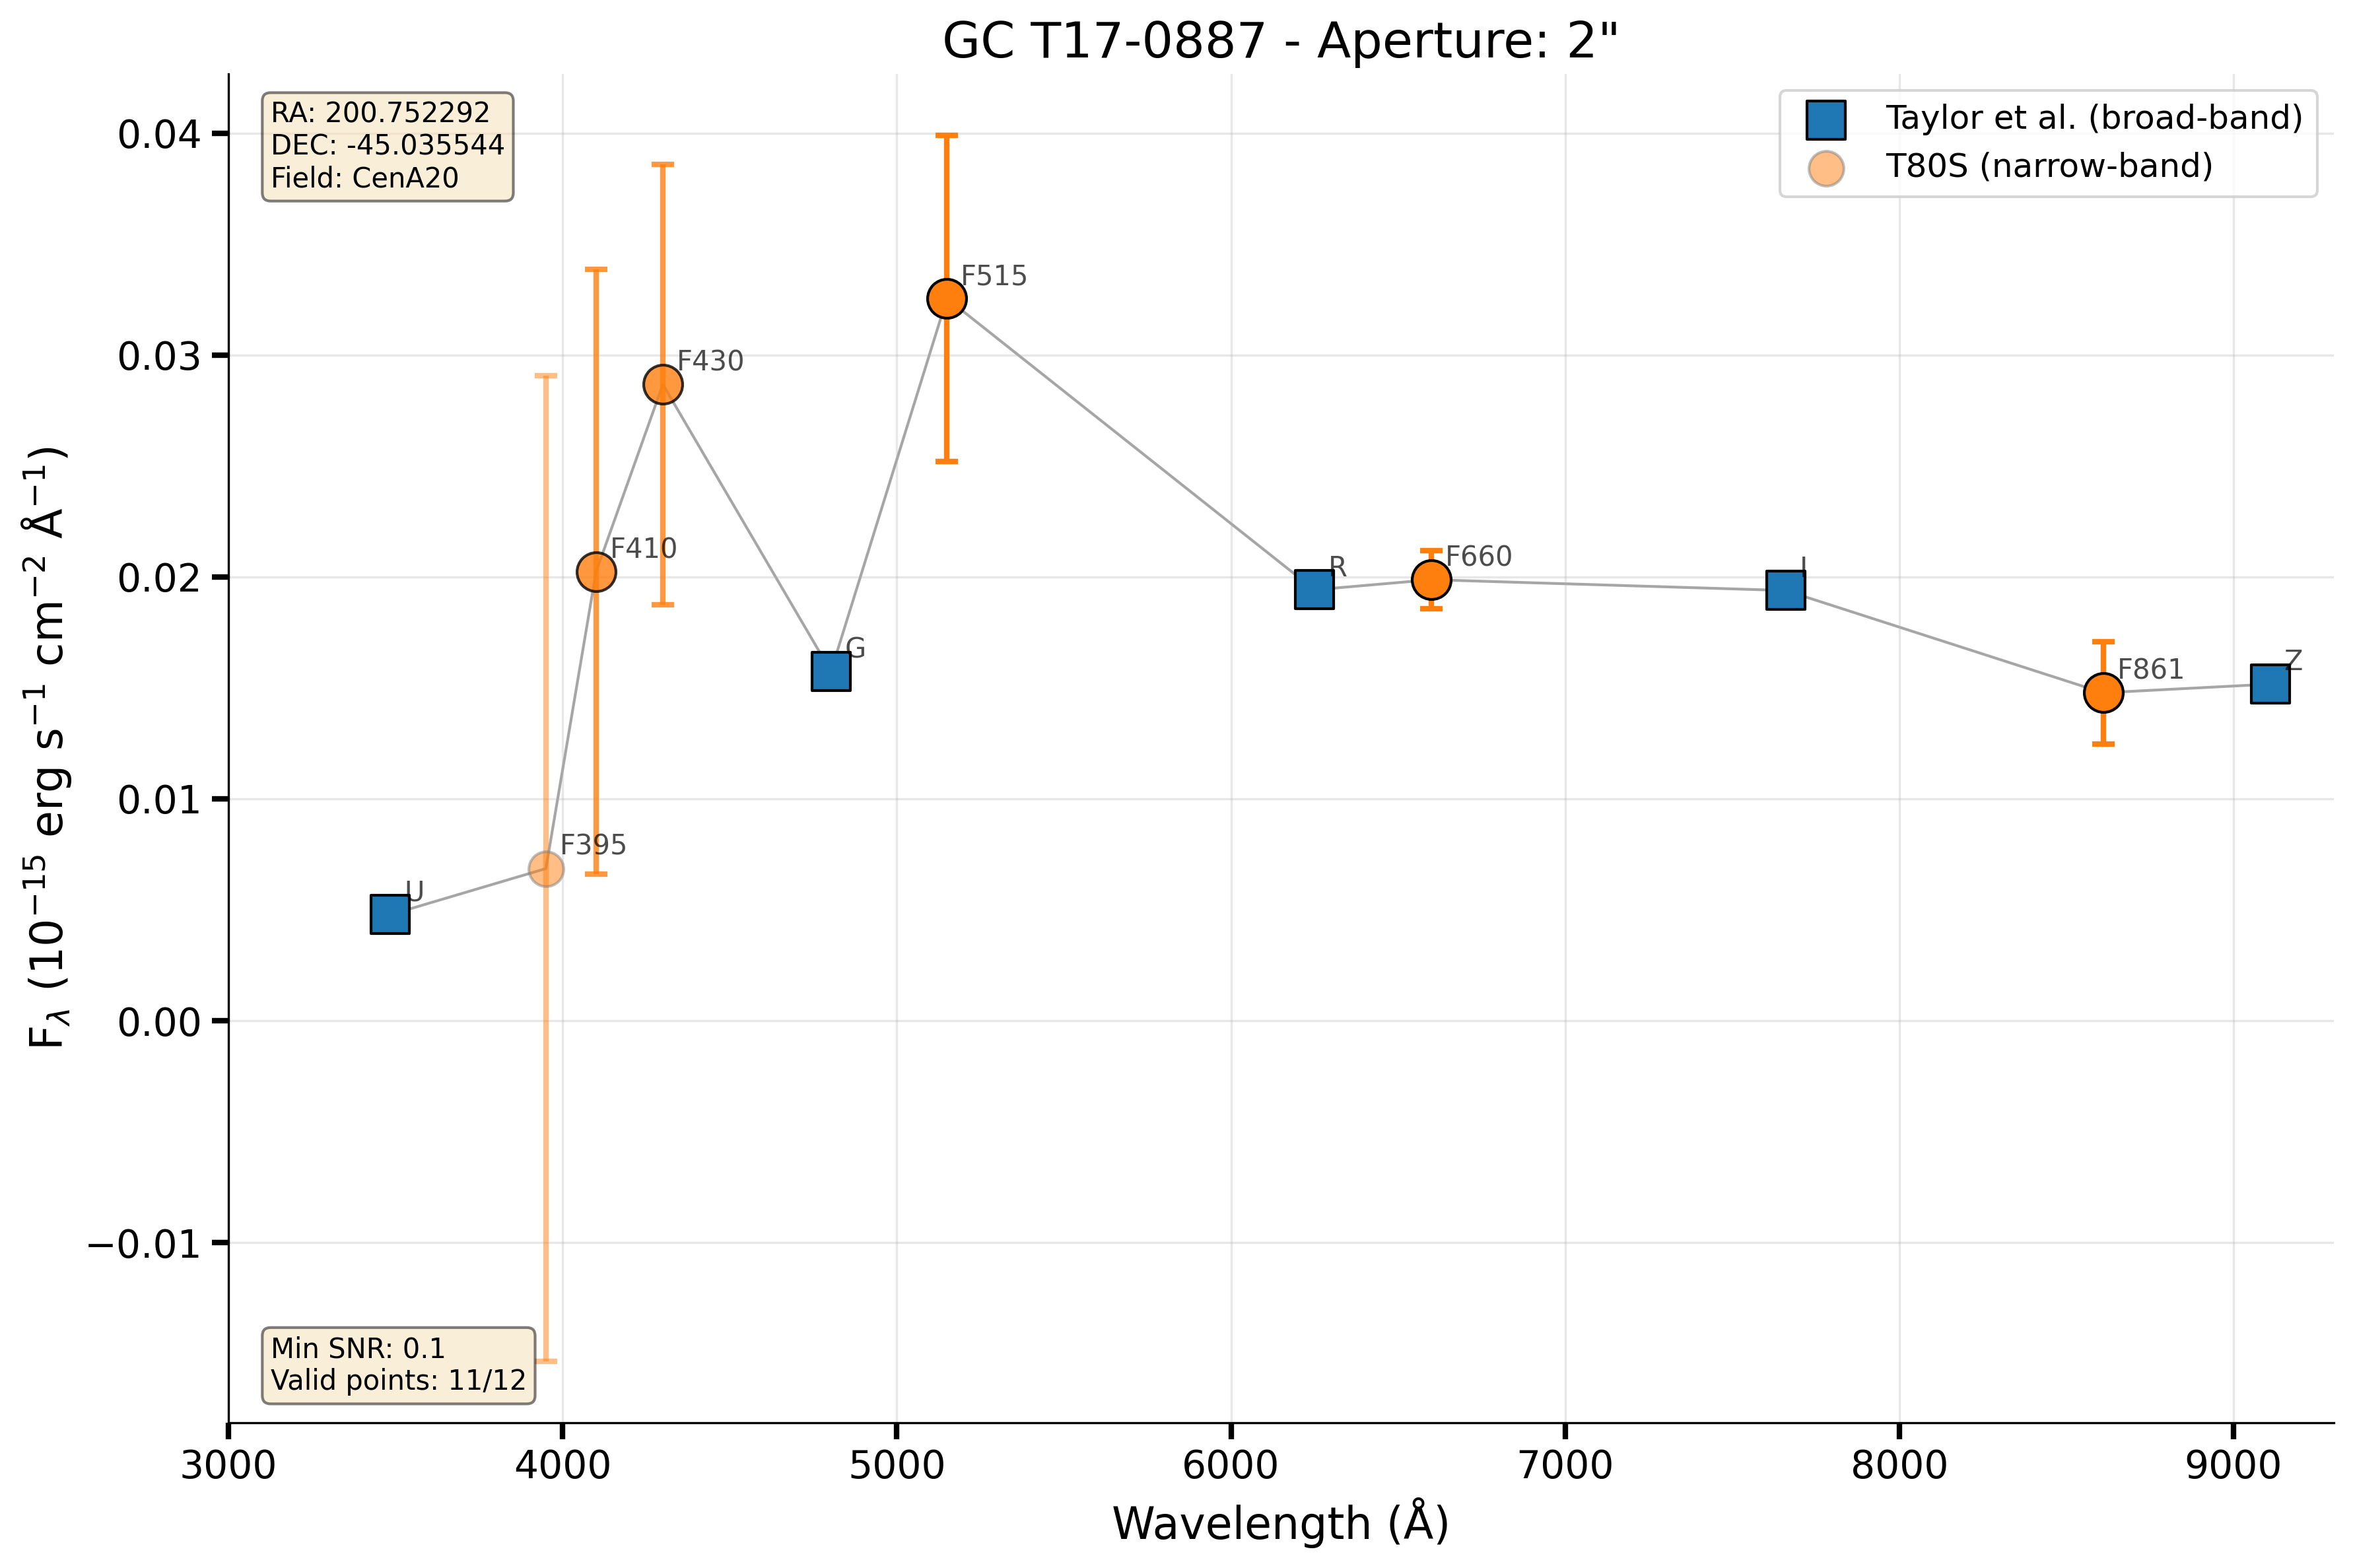 GC T17-0887 - Aperture: 2"
RA: 200.752292
DEC: -45.035544
Field: CenA20
Taylor et al. (broad-band)
T80S (narrow-band)
0.04
0.03
0.02
0.01
0.00
−0.01
F515
F430
F410
F395
U
G
R
F660
I
F861
Z
Min SNR: 0.1
Valid points: 11/12
3000 4000 5000 6000 7000 8000 9000
Wavelength (Å)
F_λ (10⁻¹⁵ erg s⁻¹ cm⁻² Å⁻¹)